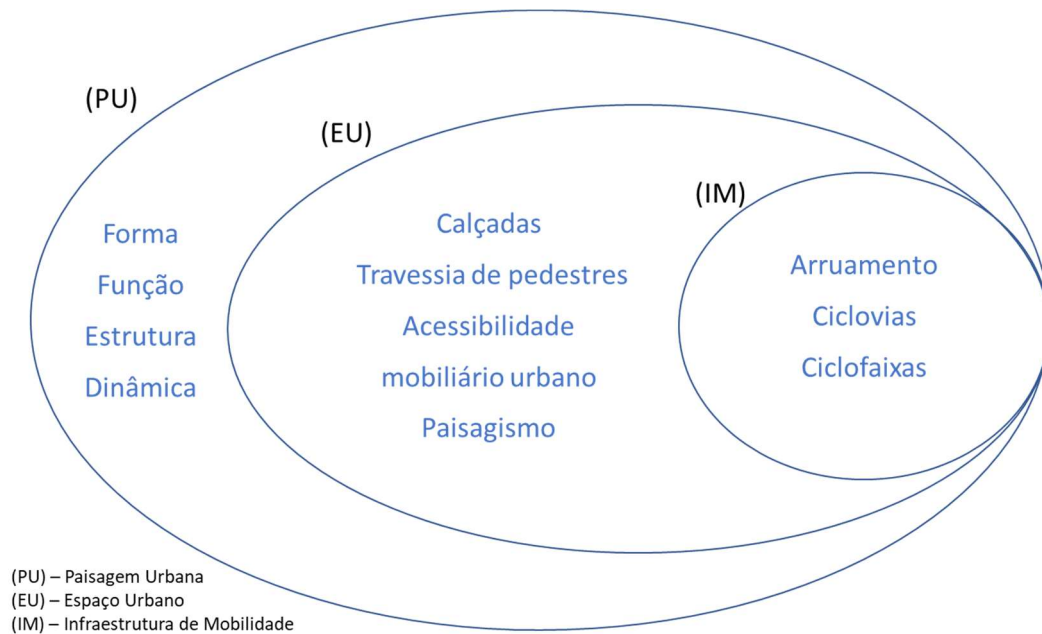 (PU)
(EU)
(IM)
Forma
Função
Estrutura
Dinâmica
Calçadas
Travessia de pedestres
Acessibilidade
mobiliário urbano
Paisagismo
Arruamento
Ciclovias
Ciclofaixas
(PU) – Paisagem Urbana
(EU) – Espaço Urbano
(IM) – Infraestrutura de Mobilidade